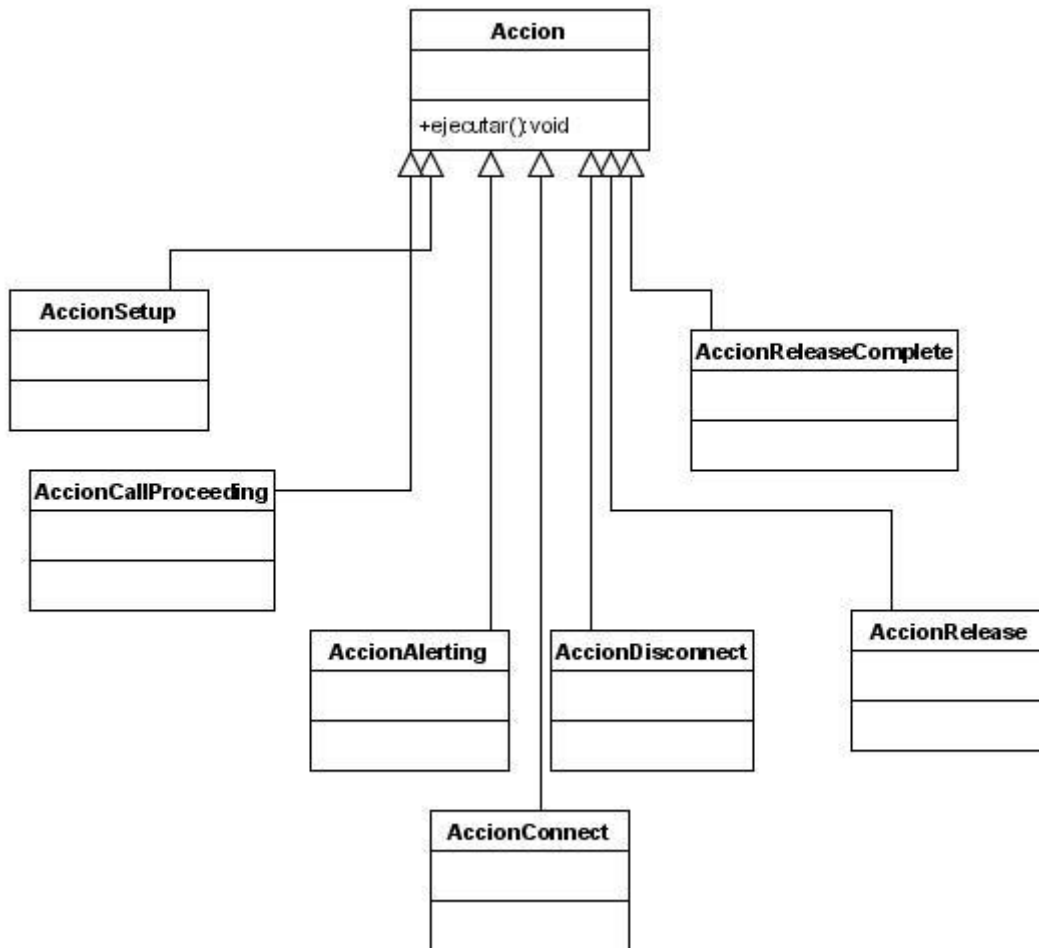 Accion
+ejecutar():void
AccionSetup
AccionReleaseComplete
AccionCallProceeding
AccionRelease
AccionAlerting
AccionDisconnect
AccionConnect